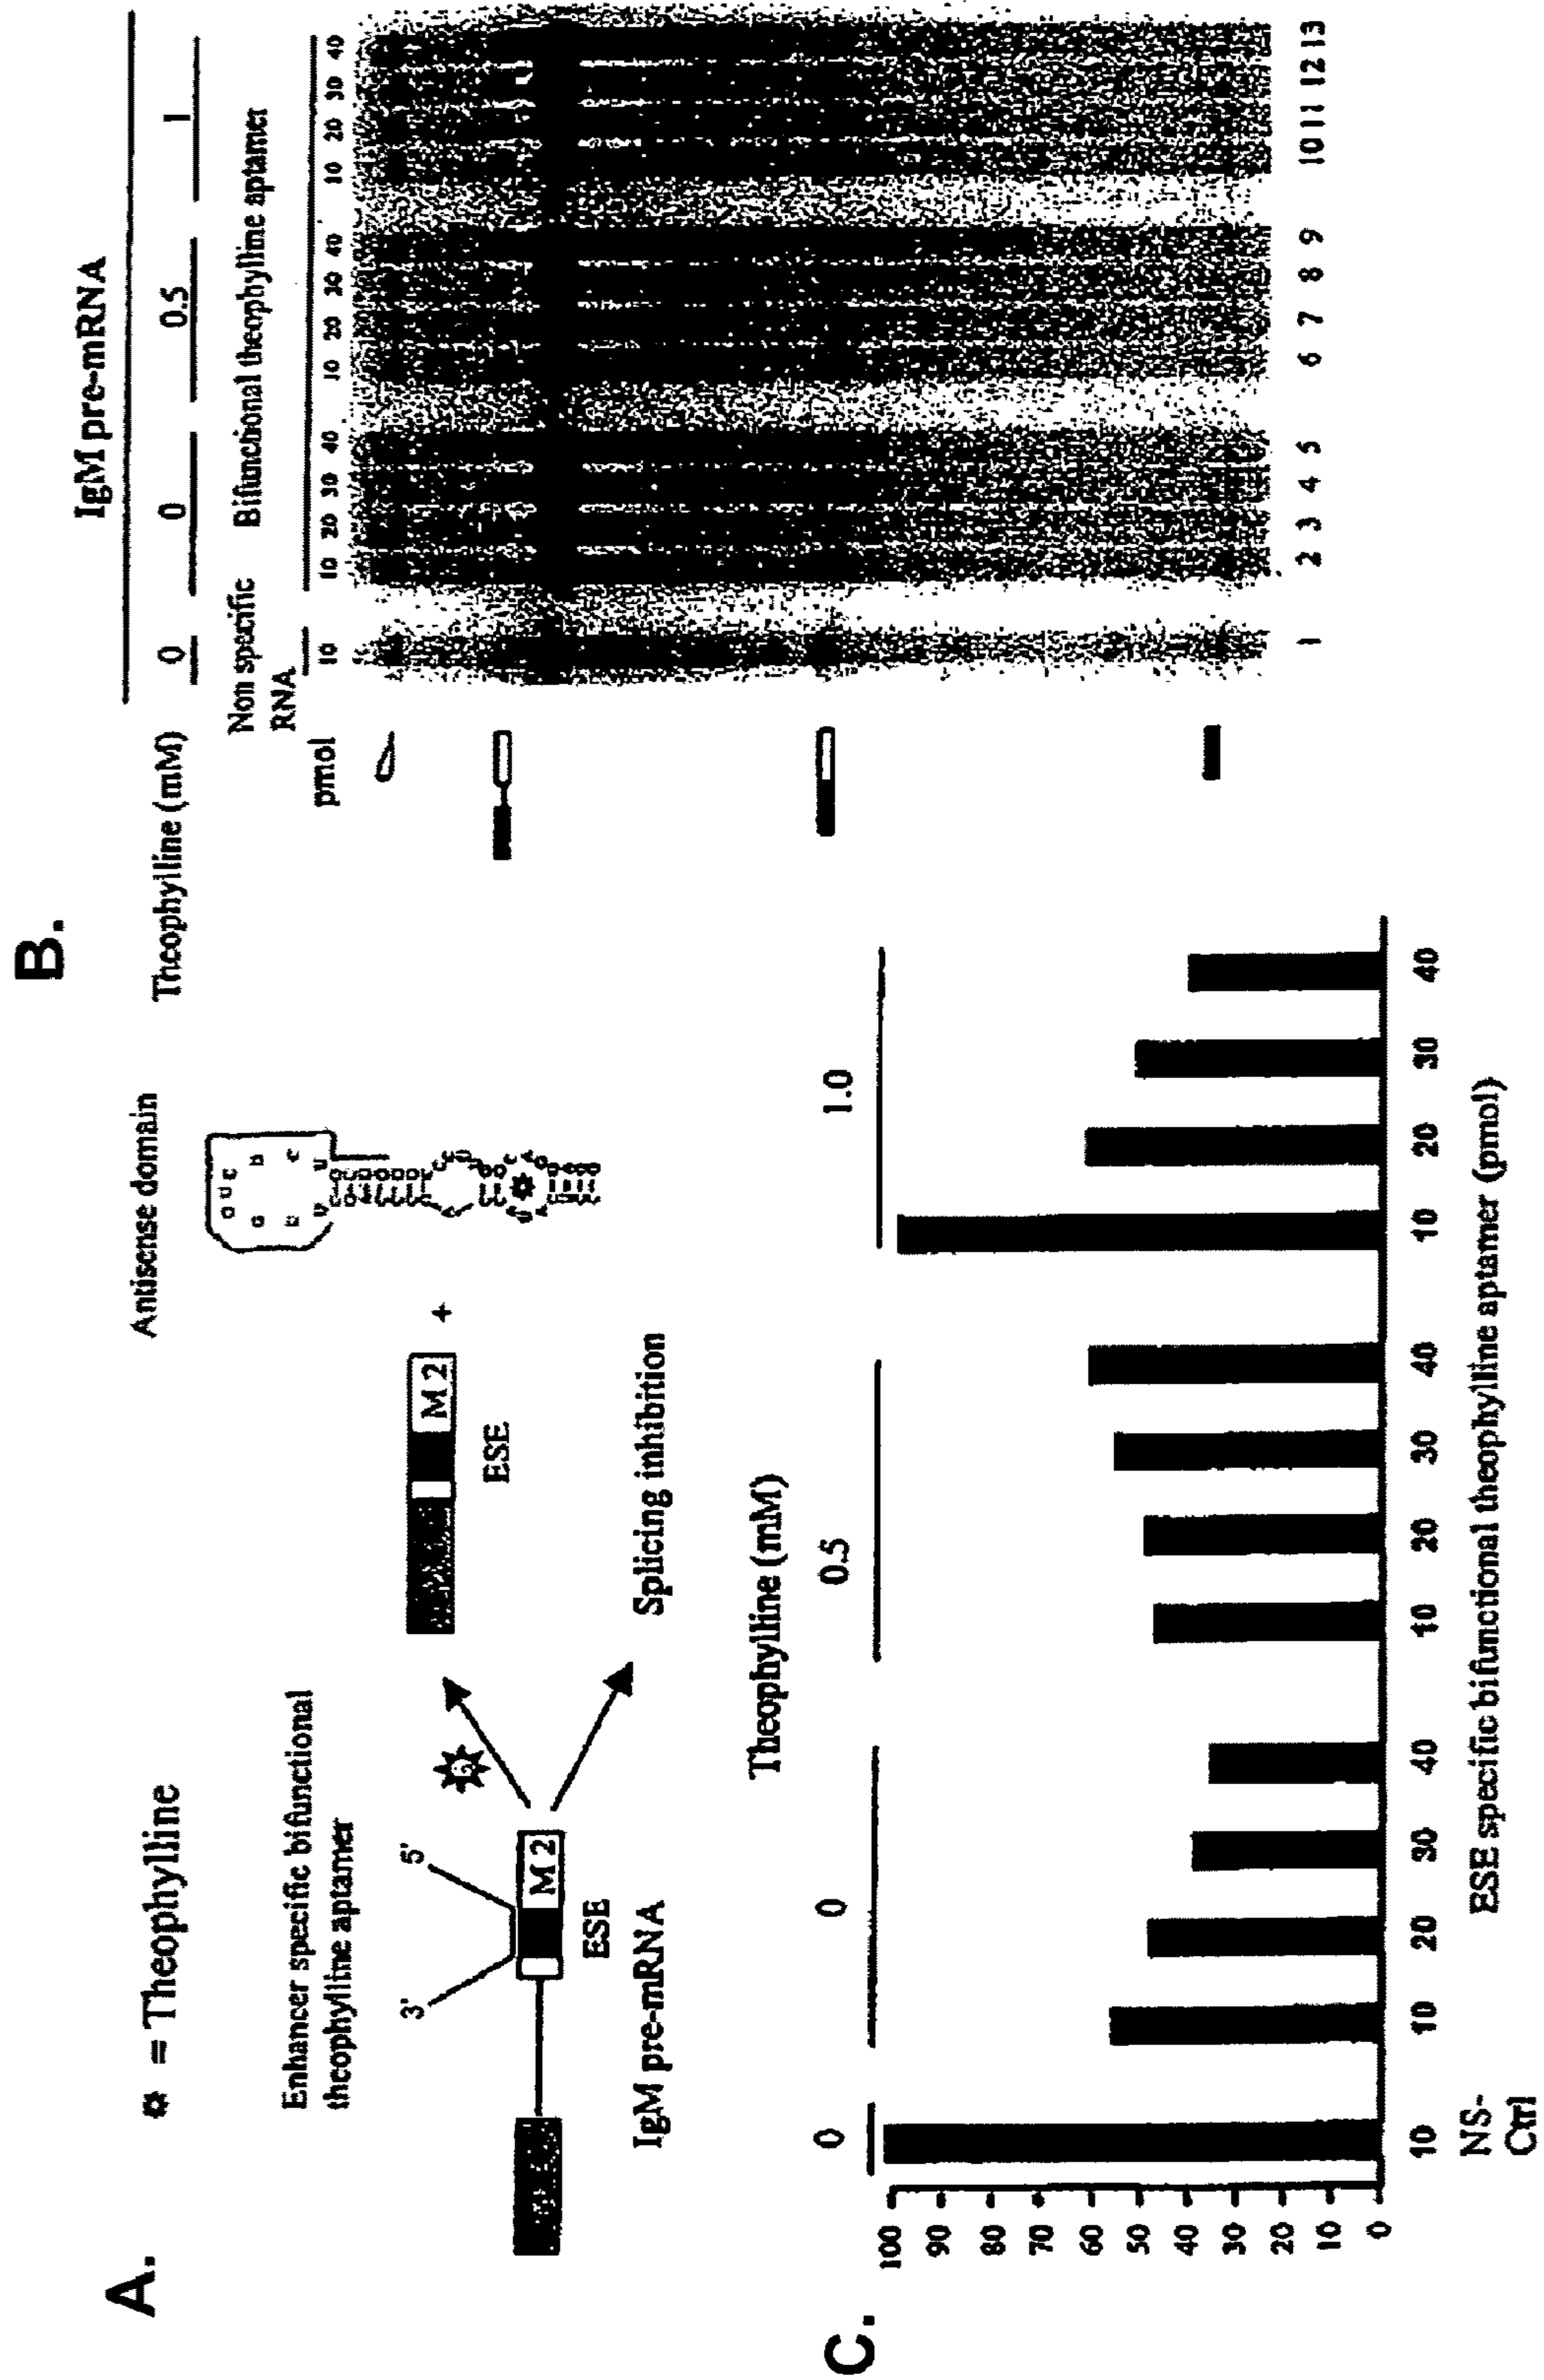 A.
✿ = Theophylline
Enhancer specific bifunctional
theophylline aptamer
3' 5'
M 2
ESE
IgM pre-mRNA
M 2 +
ESE
Splicing inhibition
Antisense domain
B.
IgM pre-mRNA
Theophylline (mM) 0 0 0.5 1
Non specific
RNA
Bifunctional theophylline aptamer
pmol 10 10 20 30 40 10 20 30 40 10 20 30 40
1 2 3 4 5 6 7 8 9 10 11 12 13
C.
Theophylline (mM)
0 0 0.5 1.0
100
90
80
70
60
50
40
30
20
10
0
10 10 20 30 40 10 20 30 40 10 20 30 40
NS-
Ctrl
ESE specific bifunctional theophylline aptamer (pmol)